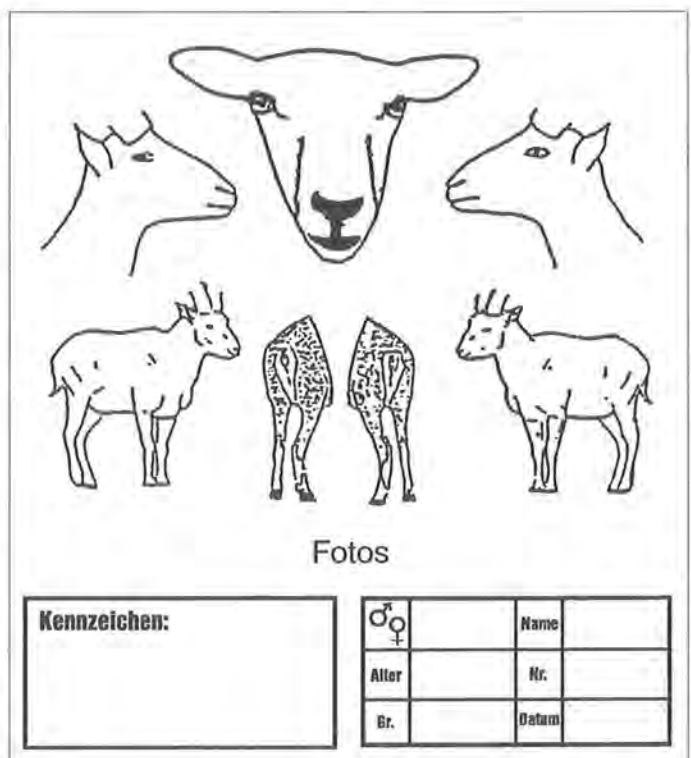 Fotos
Kennzeichen:
♂♀ Name
Alter Nr.
Gr. Datum